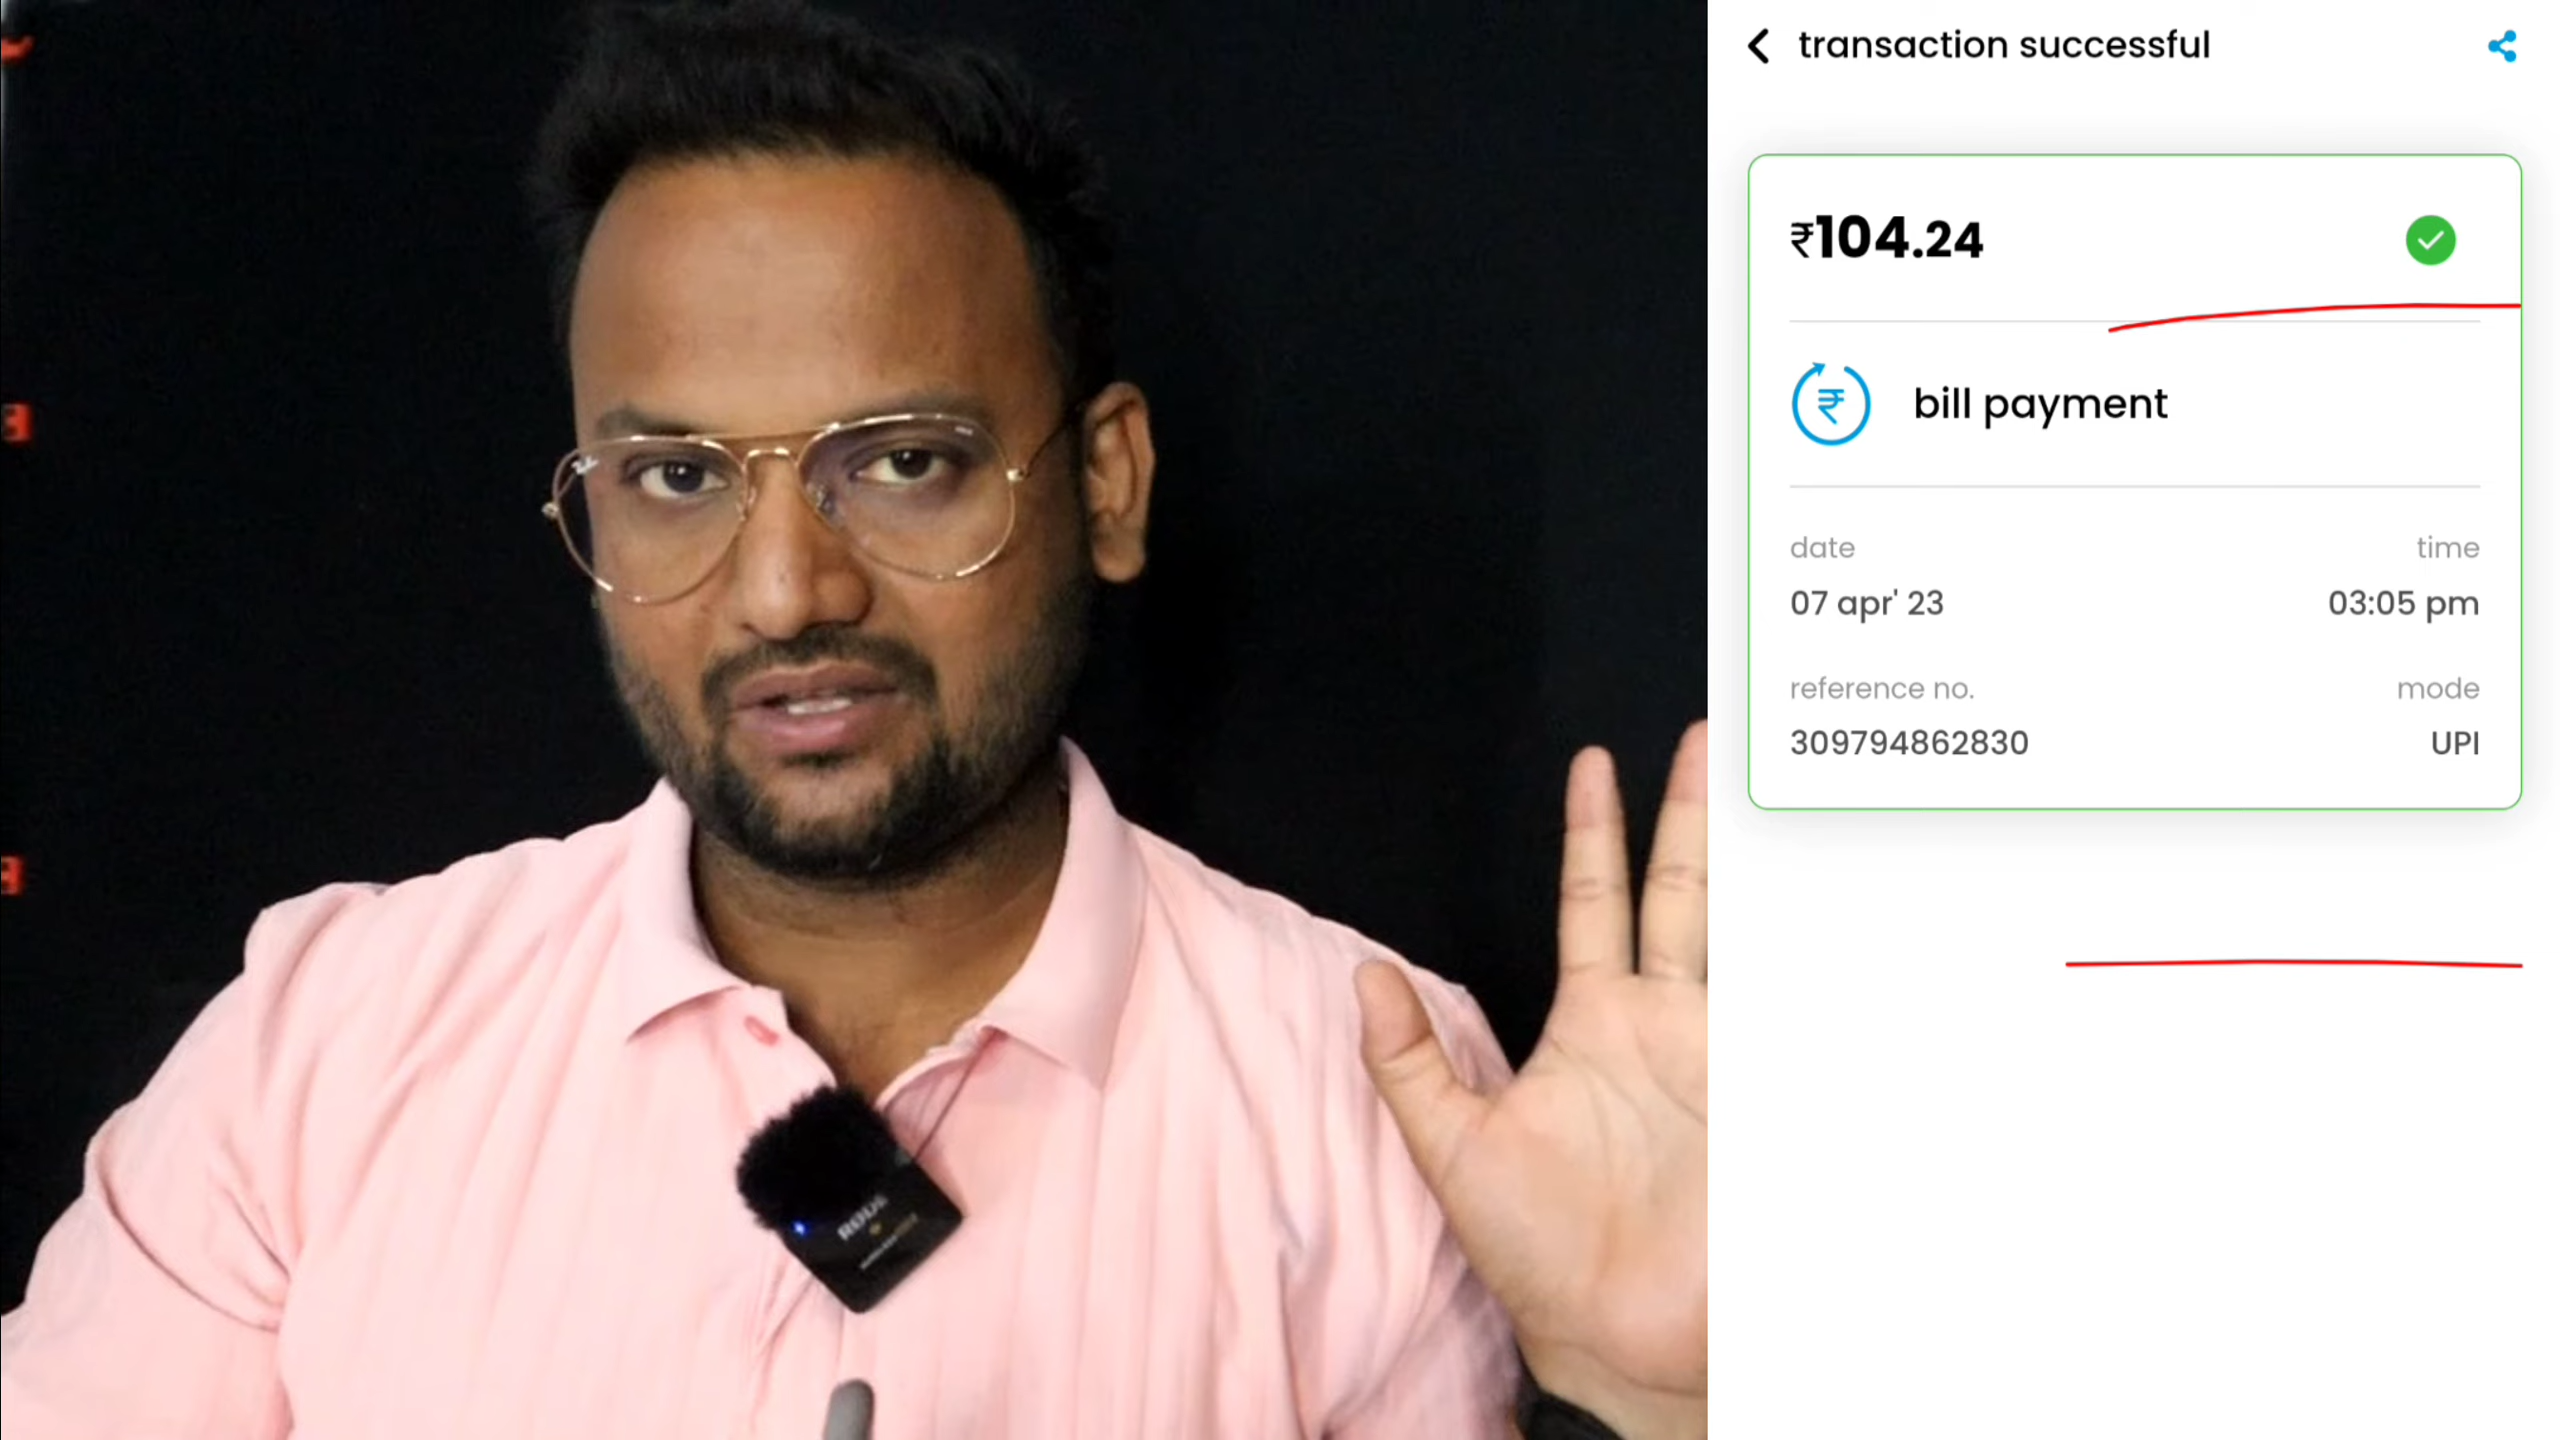 transaction successful
₹104.24
bill payment
date time
07 apr' 23 03:05 pm
reference no. mode
309794862830 UPI
RODE